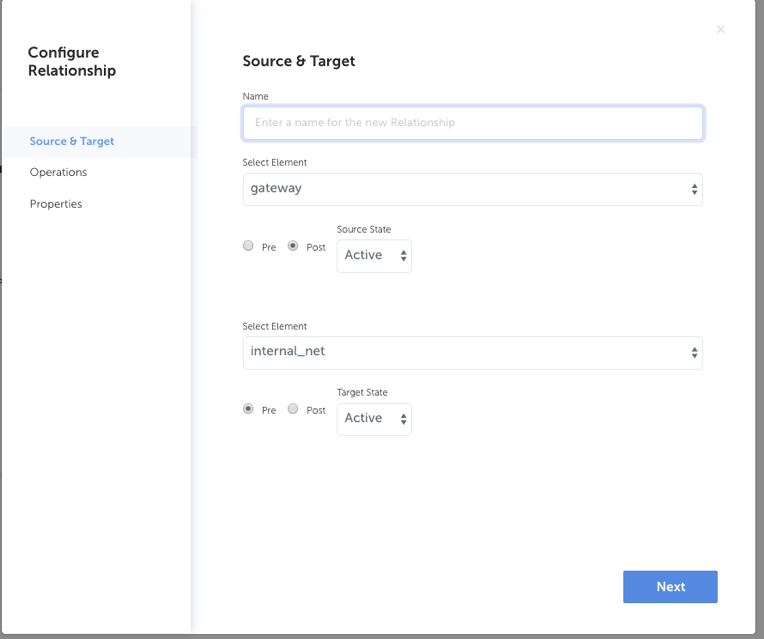 Configure
Relationship
Source & Target
Operations
Properties
×
Source & Target
Name
Enter a name for the new Relationship
Select Element
gateway
Source State
Pre Post Active
Select Element
internal_net
Target State
Pre Post Active
Next